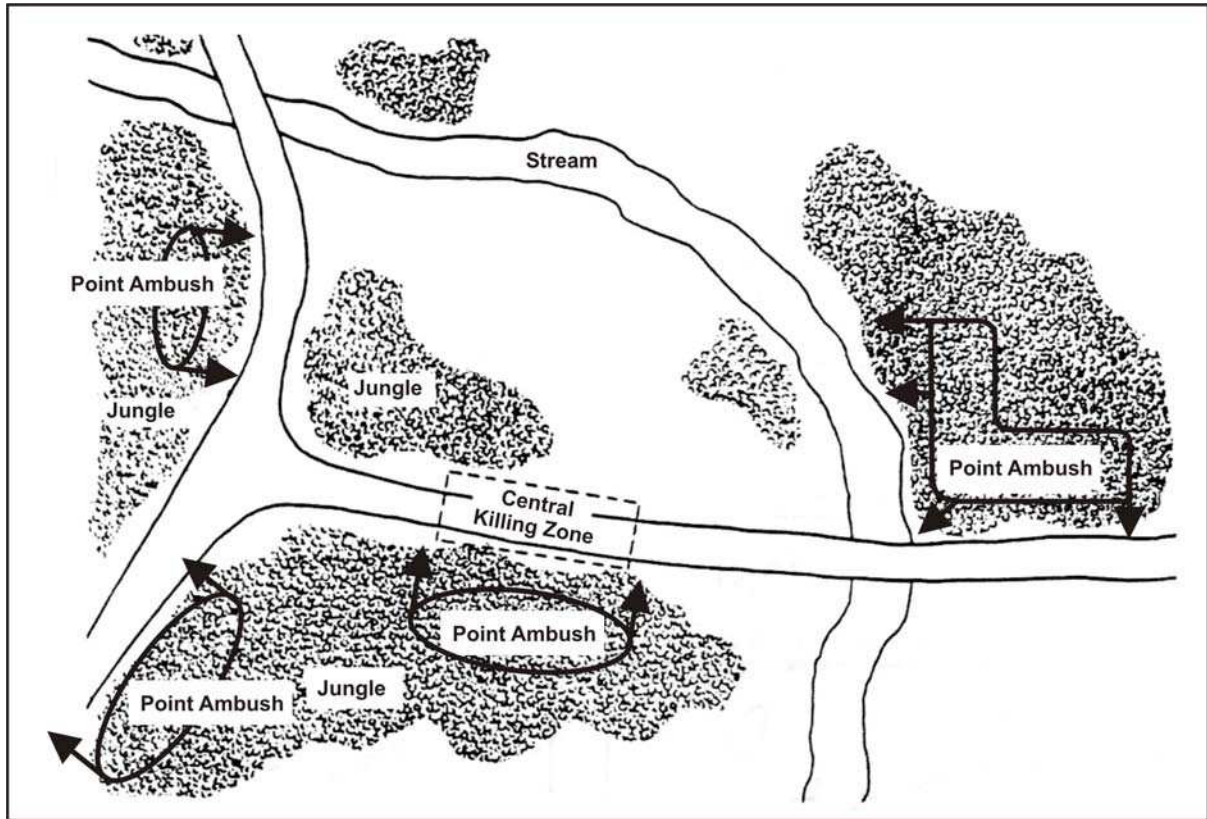 Stream
Point Ambush
Jungle
Jungle
Point Ambush
Central
Killing Zone
Point Ambush
Jungle
Point Ambush